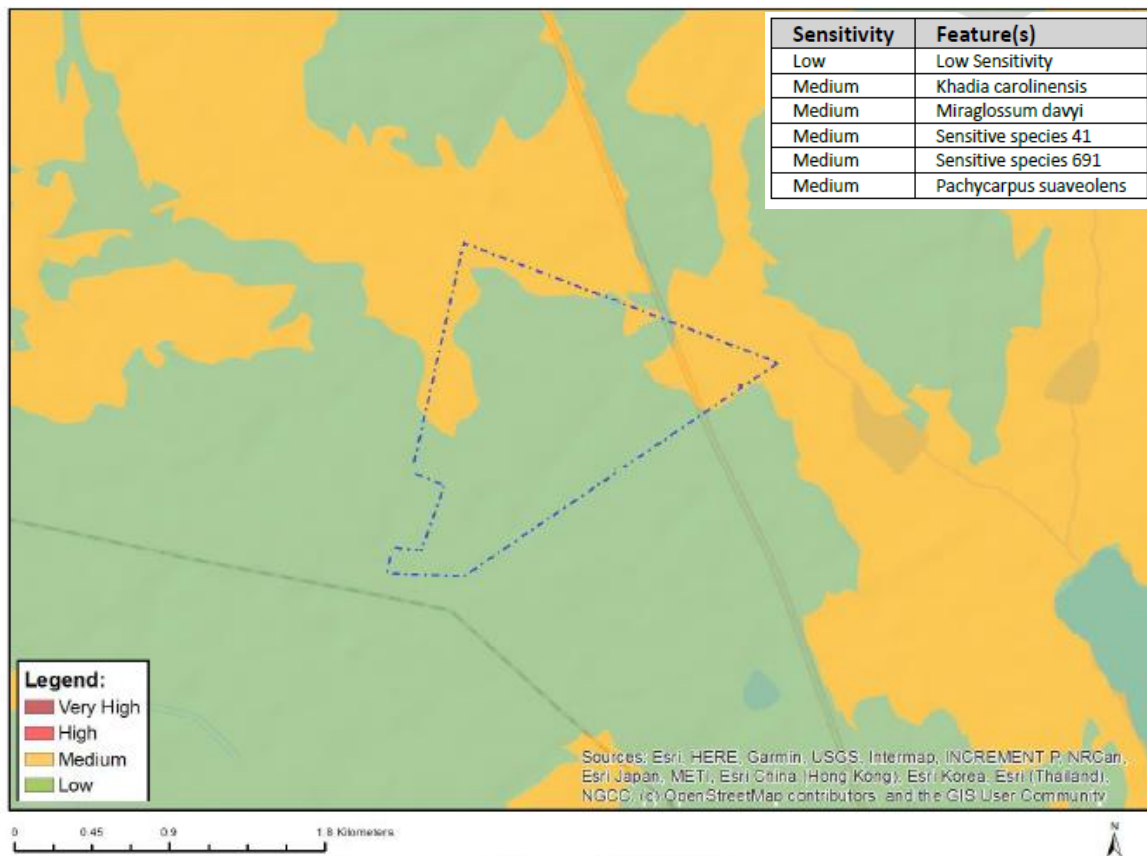 Sensitivity Feature(s)
Low Low Sensitivity
Medium Khadia carolinensis
Medium Miraglossum davyi
Medium Sensitive species 41
Medium Sensitive species 691
Medium Pachycarpus suaveolens
Legend:
Very High
High
Medium
Low
Sources: Esri, HERE, Garmin, USGS, Intermap, INCREMENT P, NRCan,
Esri Japan, METI, Esri China (Hong Kong), Esri Korea, Esri (Thailand),
NGCC, (c) OpenStreetMap contributors, and the GIS User Community
0 0.45 0.9 1.8 Kilometers
N